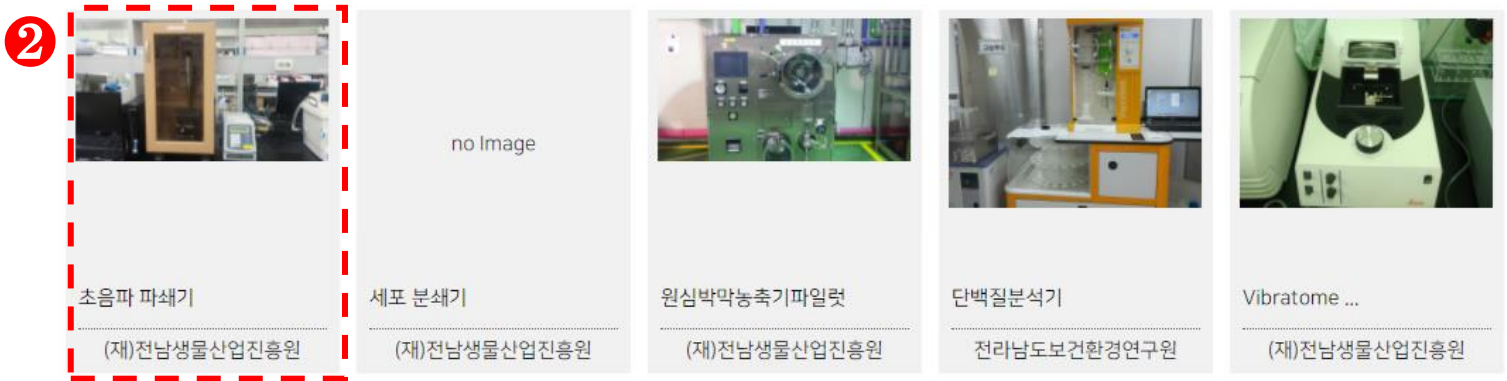 2
no Image
초음파 파쇄기
세포 분쇄기
원심박막농축기파일럿
단백질분석기
Vibratome ...
(재)전남생물산업진흥원
(재)전남생물산업진흥원
(재)전남생물산업진흥원
전라남도보건환경연구원
(재)전남생물산업진흥원